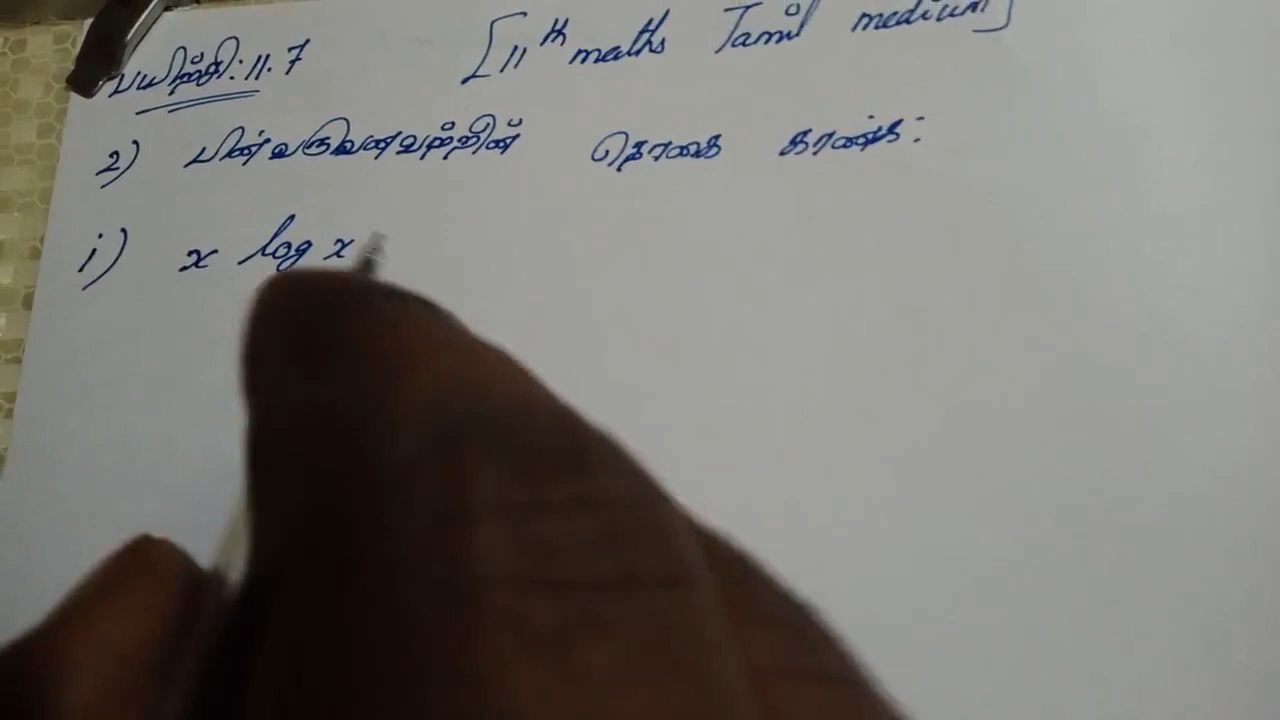 [11th maths Tamil medium]
பயிற்சி: 11.7
2) பின்வருவனவற்றின் தொகை காண்க:
i) x log x